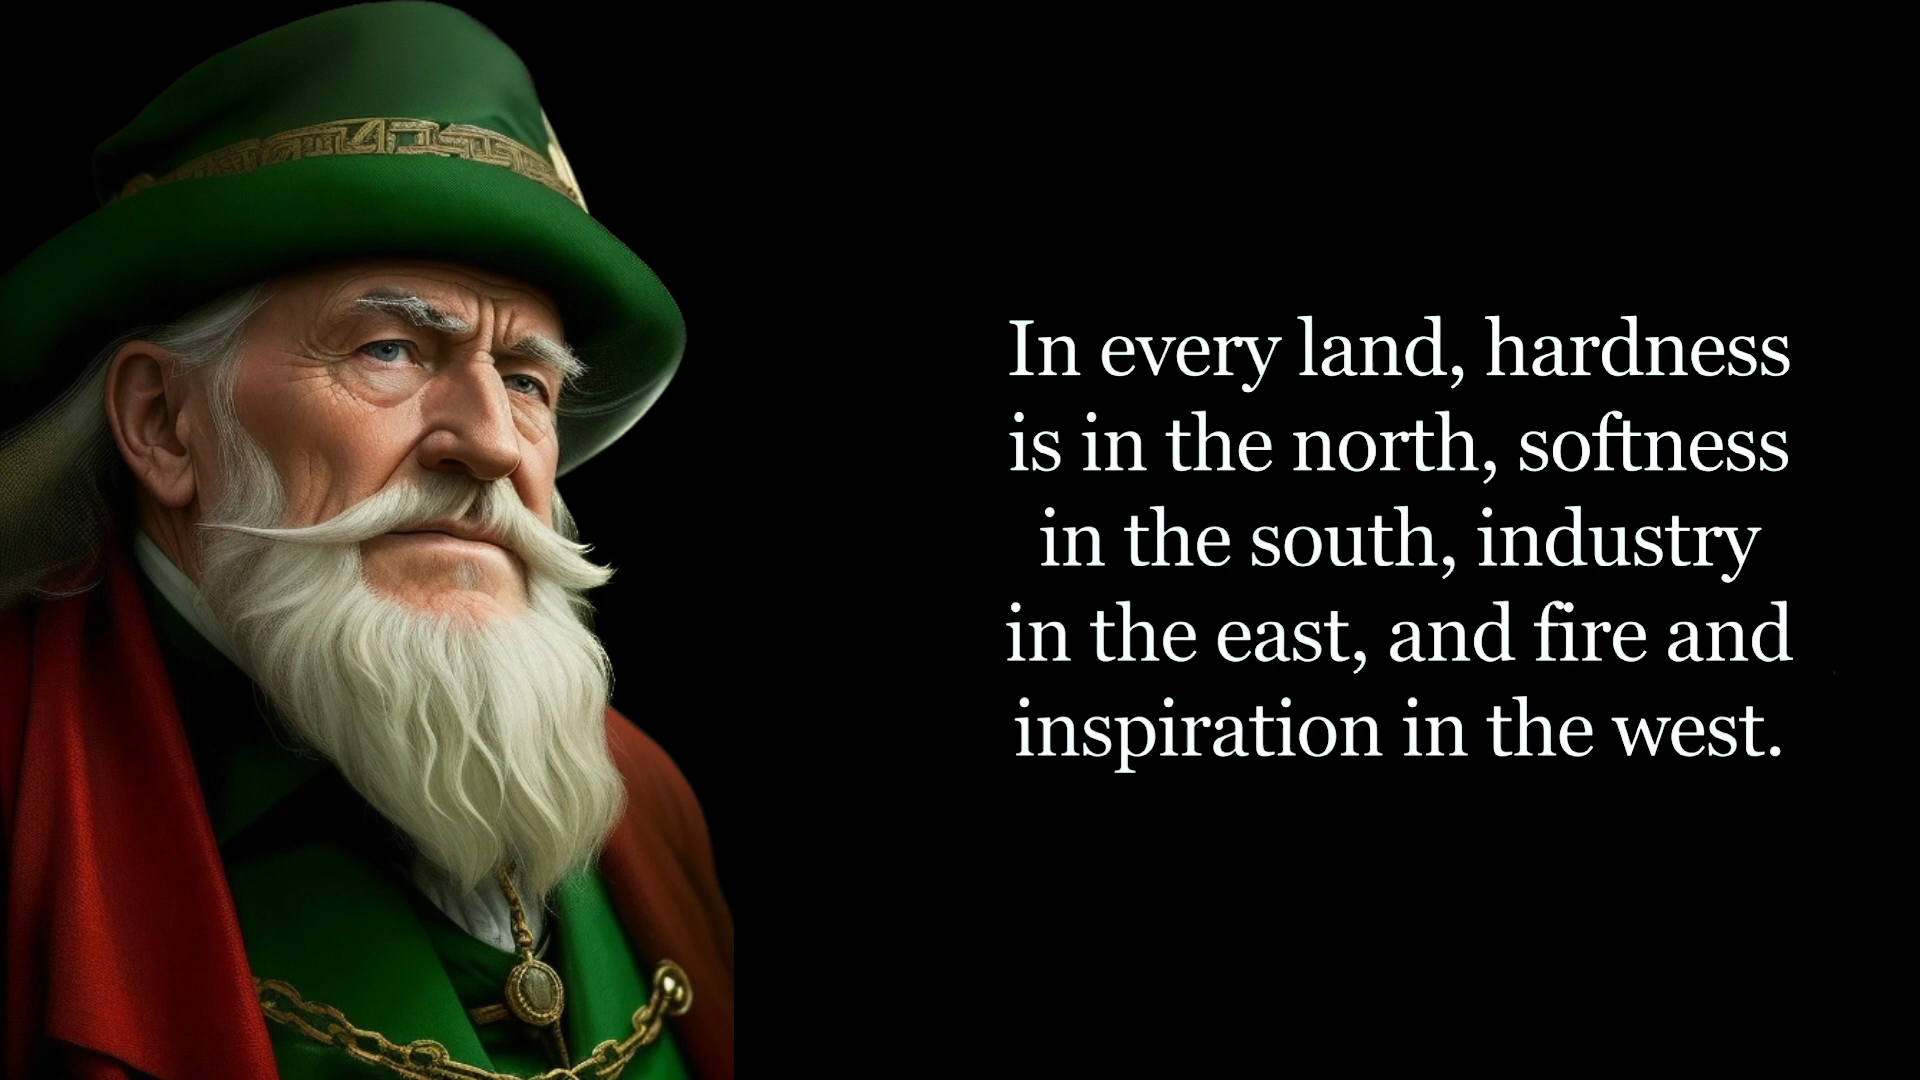 In every land, hardness
is in the north, softness
in the south, industry
in the east, and fire and
inspiration in the west.